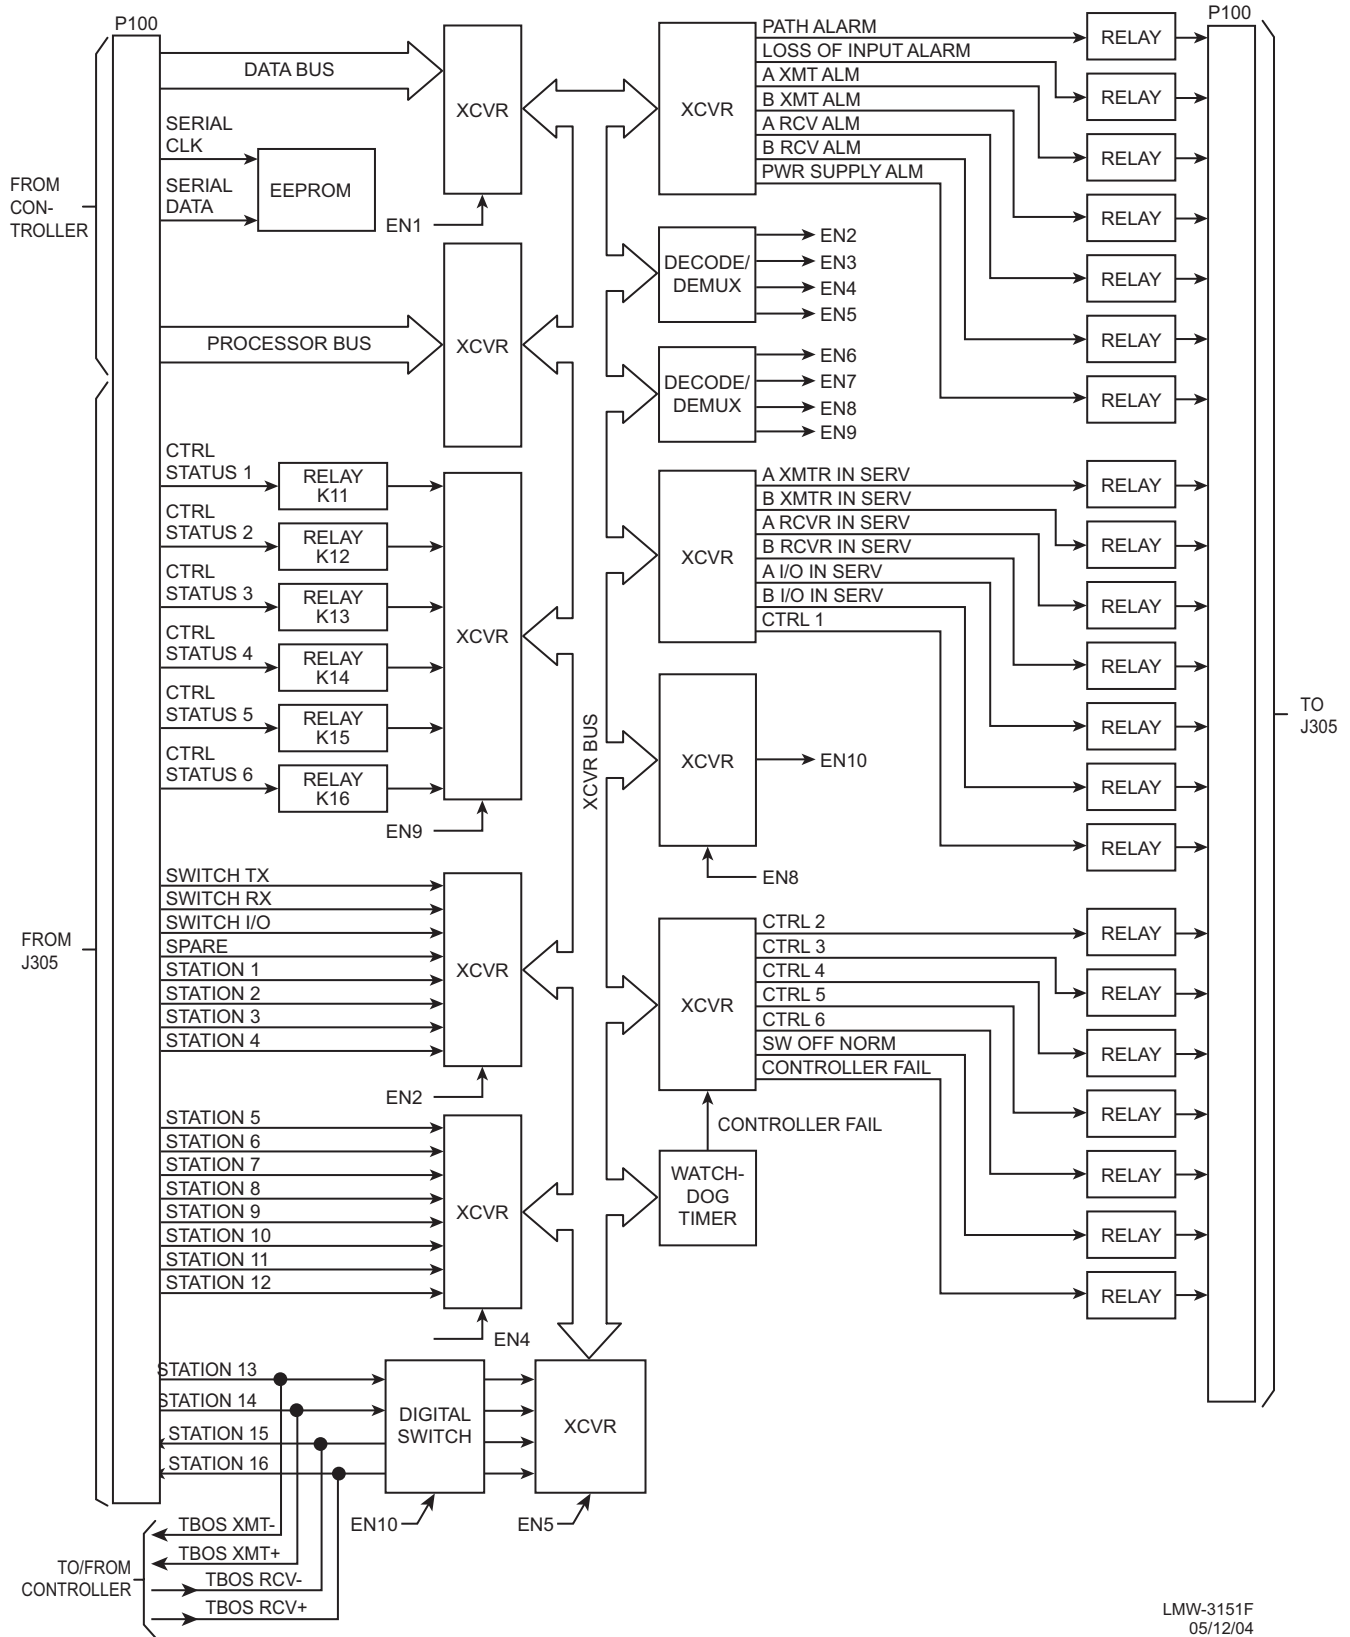 P100
FROM
CON-
TROLLER
DATA BUS
SERIAL
CLK
SERIAL
DATA
EEPROM
XCVR
EN1
PROCESSOR BUS
XCVR
FROM
J305
CTRL
STATUS 1
RELAY
K11
CTRL
STATUS 2
RELAY
K12
CTRL
STATUS 3
RELAY
K13
CTRL
STATUS 4
RELAY
K14
CTRL
STATUS 5
RELAY
K15
CTRL
STATUS 6
RELAY
K16
XCVR
EN9
SWITCH TX
SWITCH RX
SWITCH I/O
SPARE
STATION 1
STATION 2
STATION 3
STATION 4
XCVR
EN2
STATION 5
STATION 6
STATION 7
STATION 8
STATION 9
STATION 10
STATION 11
STATION 12
XCVR
EN4
STATION 13
STATION 14
STATION 15
STATION 16
DIGITAL
SWITCH
EN10
XCVR
EN5
TO/FROM
CONTROLLER
TBOS XMT-
TBOS XMT+
TBOS RCV-
TBOS RCV+
XCVR BUS
XCVR
PATH ALARM
LOSS OF INPUT ALARM
A XMT ALM
B XMT ALM
A RCV ALM
B RCV ALM
PWR SUPPLY ALM
RELAY
RELAY
RELAY
RELAY
RELAY
RELAY
RELAY
DECODE/
DEMUX
EN2
EN3
EN4
EN5
DECODE/
DEMUX
EN6
EN7
EN8
EN9
XCVR
A XMTR IN SERV
B XMTR IN SERV
A RCVR IN SERV
B RCVR IN SERV
A I/O IN SERV
B I/O IN SERV
CTRL 1
RELAY
RELAY
RELAY
RELAY
RELAY
RELAY
RELAY
XCVR
EN10
EN8
XCVR
CTRL 2
CTRL 3
CTRL 4
CTRL 5
CTRL 6
SW OFF NORM
CONTROLLER FAIL
RELAY
RELAY
RELAY
RELAY
RELAY
RELAY
RELAY
CONTROLLER FAIL
WATCH-
DOG
TIMER
P100
TO
J305
LMW-3151F
05/12/04